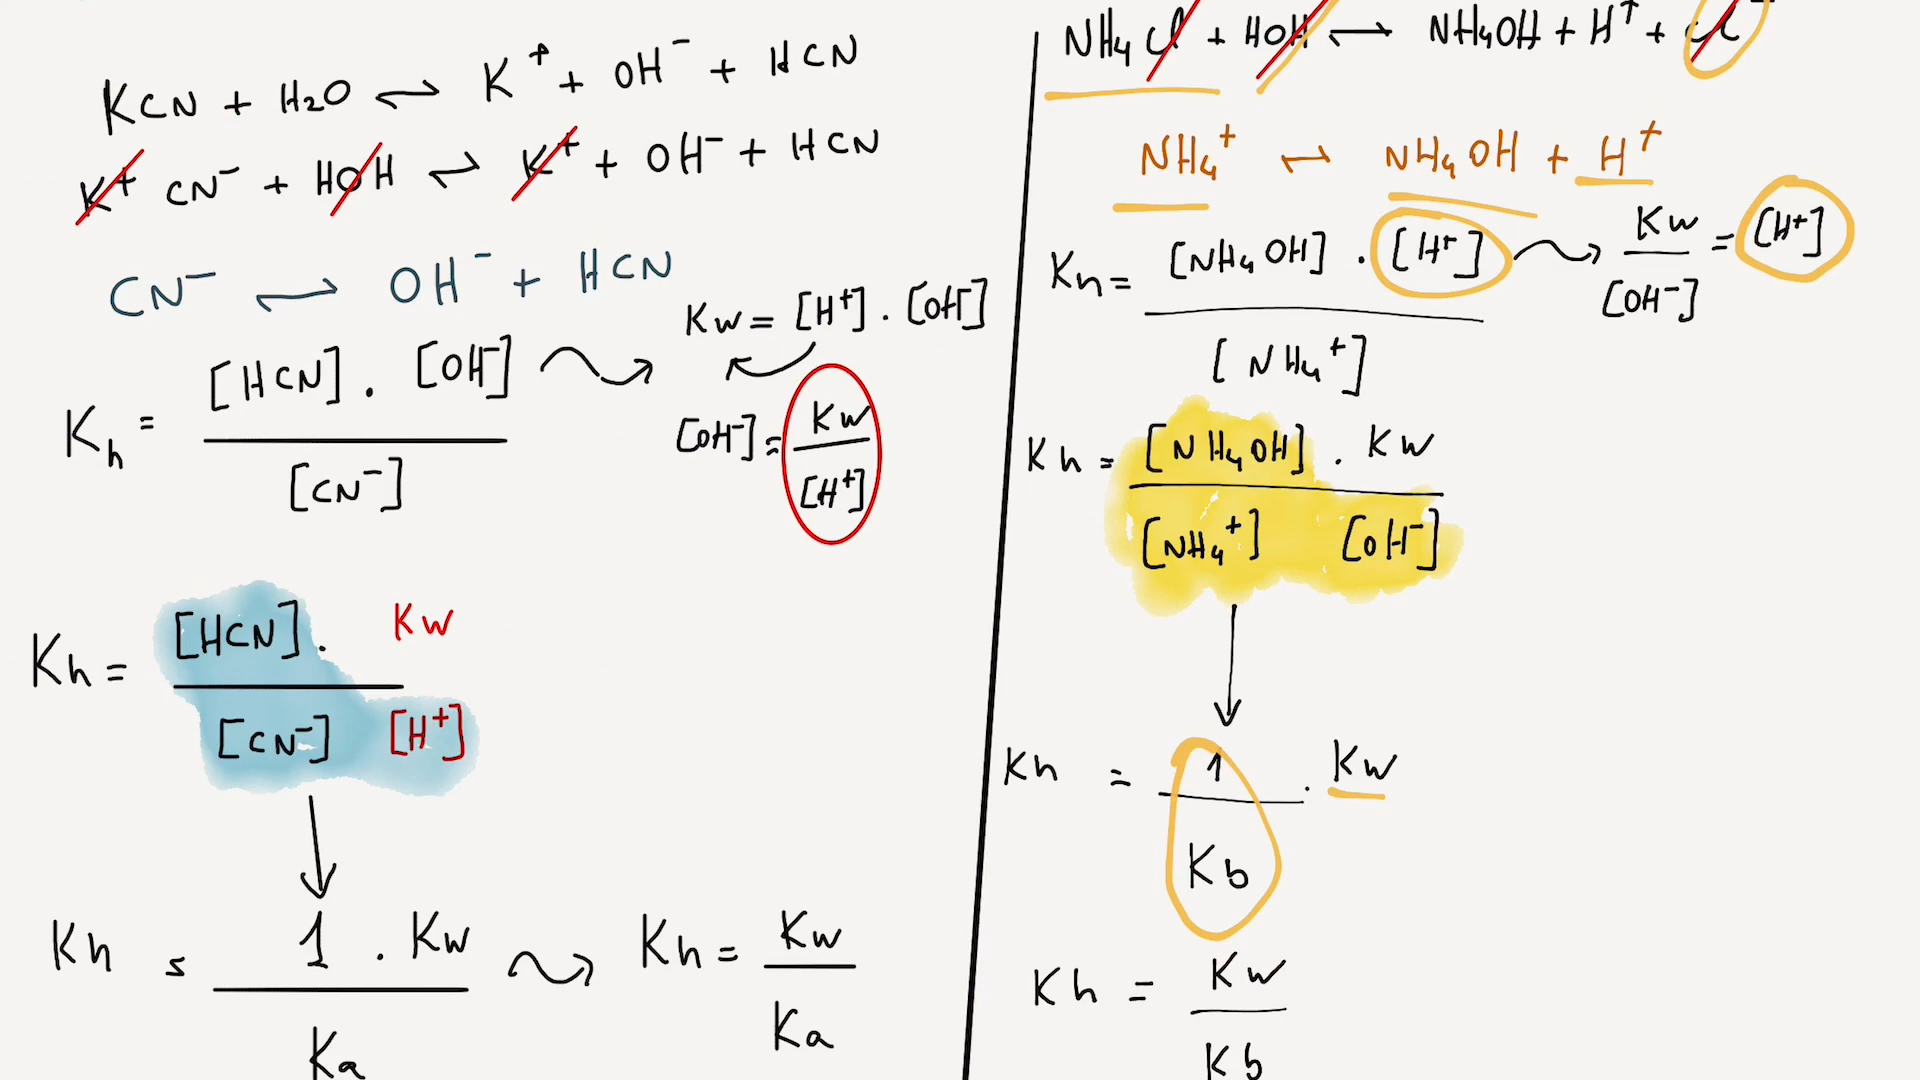 KCN + H2O ⇌ K⁺ + OH⁻ + HCN
K⁺ CN⁻ + HOH ⇌ K⁺ + OH⁻ + HCN
CN⁻ ⇌ OH⁻ + HCN
Kh = [HCN] . [OH⁻]
[CN⁻]
Kw = [H⁺] . [OH⁻]
[OH⁻] = Kw
[H⁺]
Kh = [HCN] . Kw
[CN⁻] [H⁺]
Kh = 1 . Kw
Ka
Kh = Kw
Ka
NH4Cl + HOH ⇌ NH4OH + H⁺ + Cl⁻
NH4⁺ ⇌ NH4OH + H⁺
Kh = [NH4OH] . [H⁺]
[NH4⁺]
Kw = [H⁺]
[OH⁻]
Kh = [NH4OH] . Kw
[NH4⁺] [OH⁻]
Kh = 1 . Kw
Kb
Kh = Kw
Kb